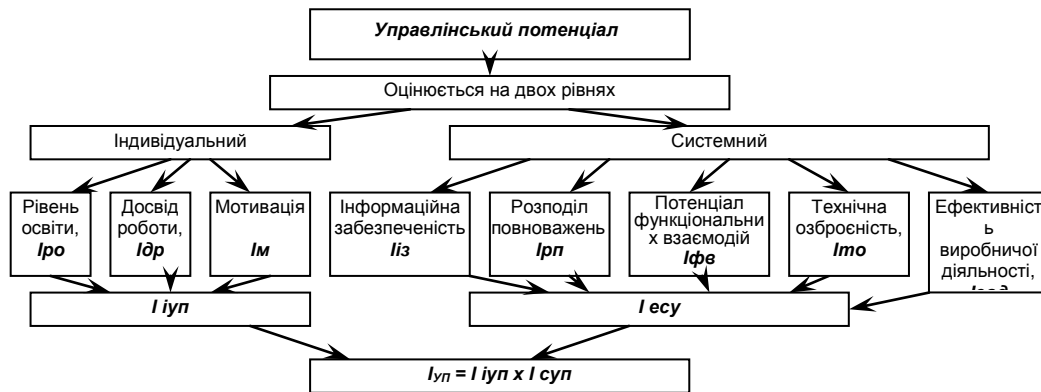 Управлінський потенціал
Оцінюється на двох рівнях
Індивідуальний
Системний
Рівень
освіти,
Іро
Досвід
роботи,
Ідр
Мотивація
Ім
Інформаційна
забезпеченість
Ііз
Розподіл
повноважень
Ірп
Потенціал
функціональни
х взаємодій
Іфв
Технічна
озброєність,
Іто
Ефективніст
ь
виробничої
діяльності,
І іуп
І есу
ІУП = І іуп х І суп